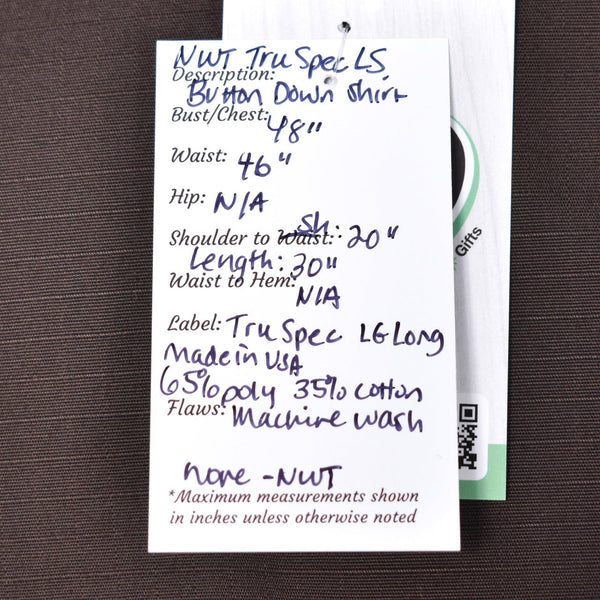 NWT TruSpec LS
Description:
Button Down Shirt
Bust/Chest: 48"
Waist: 46"
Hip: N/A
Shoulder to Waist: Sh: 20"
Length: 30"
Waist to Hem: N/A
Label: TruSpec LG Long
Made in USA
65% poly 35% cotton
Flaws: Machine Wash
none - NWT
*Maximum measurements shown
in inches unless otherwise noted
Gifts